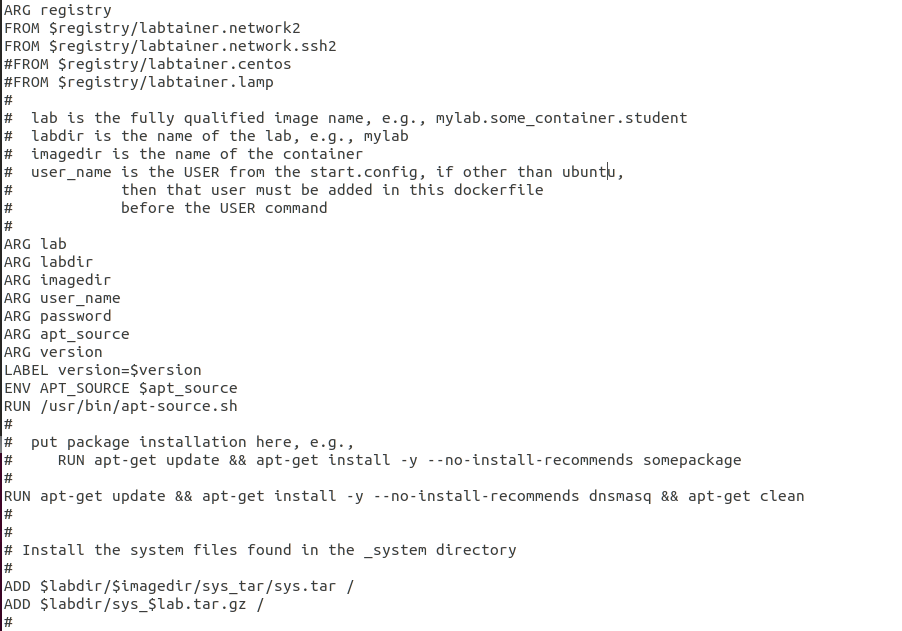 ARG registry
FROM $registry/labtainer.network2
FROM $registry/labtainer.network.ssh2
#FROM $registry/labtainer.centos
#FROM $registry/labtainer.lamp
#
#  lab is the fully qualified image name, e.g., mylab.some_container.student
#  labdir is the name of the lab, e.g., mylab
#  imagedir is the name of the container
#  user_name is the USER from the start.config, if other than ubuntu,
#            then that user must be added in this dockerfile
#            before the USER command
#
ARG lab
ARG labdir
ARG imagedir
ARG user_name
ARG password
ARG apt_source
ARG version
LABEL version=$version
ENV APT_SOURCE $apt_source
RUN /usr/bin/apt-source.sh
#
#  put package installation here, e.g.,
#     RUN apt-get update && apt-get install -y --no-install-recommends somepackage
#
RUN apt-get update && apt-get install -y --no-install-recommends dnsmasq && apt-get clean
#
#
# Install the system files found in the _system directory
#
ADD $labdir/$imagedir/sys_tar/sys.tar /
ADD $labdir/sys_$lab.tar.gz /
#